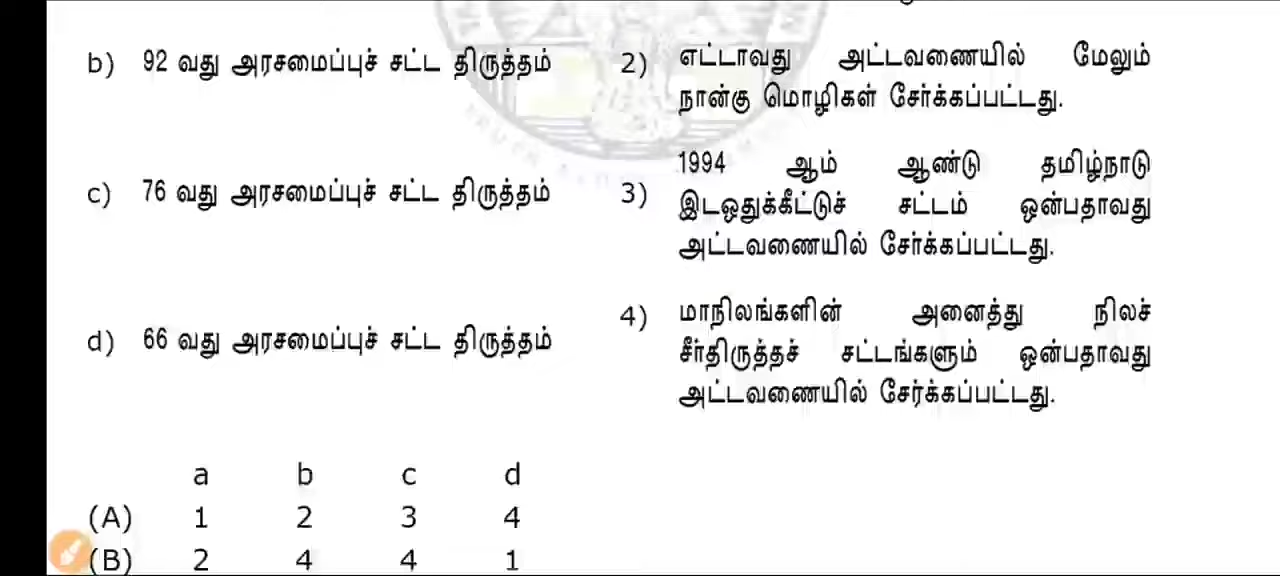 b) 92 வது அரசமைப்புச் சட்ட திருத்தம்
2) எட்டாவது அட்டவணையில் மேலும்
நான்கு மொழிகள் சேர்க்கப்பட்டது.
c) 76 வது அரசமைப்புச் சட்ட திருத்தம்
3) 1994 ஆம் ஆண்டு தமிழ்நாடு
இடஒதுக்கீட்டுச் சட்டம் ஒன்பதாவது
அட்டவணையில் சேர்க்கப்பட்டது.
d) 66 வது அரசமைப்புச் சட்ட திருத்தம்
4) மாநிலங்களின் அனைத்து நிலச்
சீர்திருத்தச் சட்டங்களும் ஒன்பதாவது
அட்டவணையில் சேர்க்கப்பட்டது.
a b c d
(A) 1 2 3 4
(B) 2 4 4 1